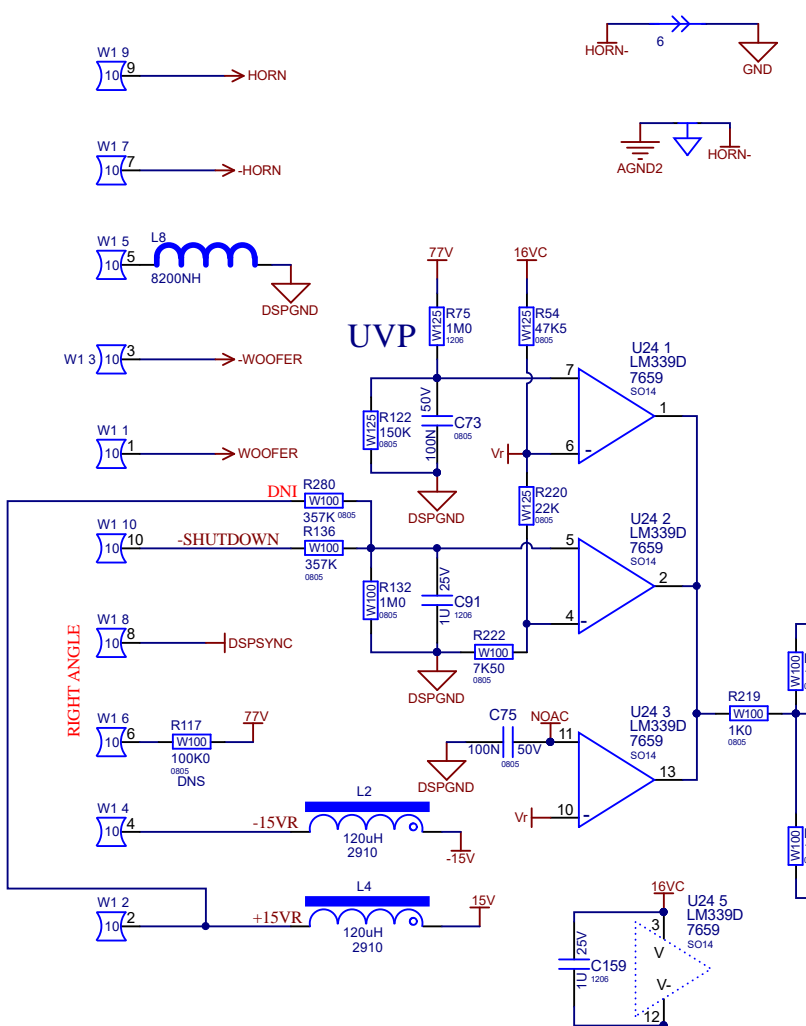 HORN-
6
GND
W1 9
10
9
HORN
AGND2
HORN-
W1 7
10
7
-HORN
W1 5
10
5
L8
8200NH
DSPGND
77V
16VC
W125
R75
1M0
1206
W125
R54
47K5
0805
UVP
W1 3
10
3
-WOOFER
U24 1
LM339D
7659
SO14
7
1
6
-
W125
R122
150K
0805
50V
C73
0805
100N
W1 1
10
1
WOOFER
Vr
DSPGND
DNI
R280
W100
357K
0805
W125
R220
22K
0805
W1 10
10
10
-SHUTDOWN
R136
W100
357K
0805
U24 2
LM339D
7659
SO14
5
2
4
-
W100
R132
1M0
0805
25V
C91
1206
1U
W1 8
10
8
DSPSYNC
R222
W100
7K50
0805
DSPGND
RIGHT ANGLE
W100
W1 6
10
6
R117
W100
100K0
0805
DNS
77V
C75
100N
50V
0805
NOAC
DSPGND
U24 3
LM339D
7659
SO14
11
13
10
-
Vr
R219
W100
1K0
0805
W1 4
10
4
-15VR
L2
120uH
2910
-15V
W100
W1 2
10
2
+15VR
L4
120uH
2910
15V
16VC
U24 5
LM339D
7659
SO14
3
V
V-
12
25V
C159
1206
1U